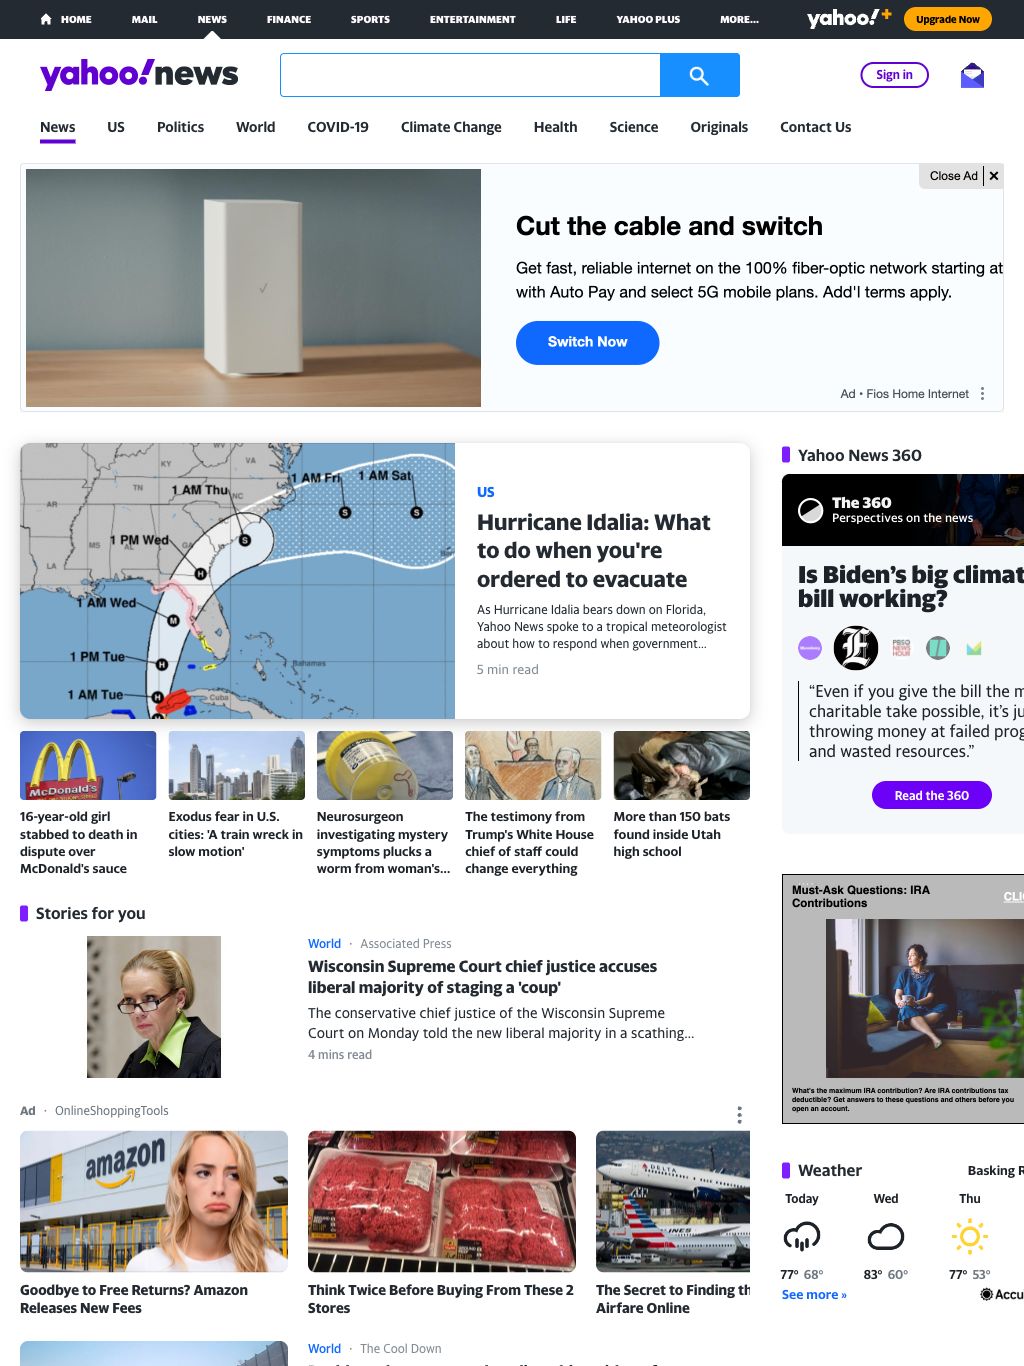 HOME MAIL NEWS FINANCE SPORTS ENTERTAINMENT LIFE YAHOO PLUS MORE... yahoo!+ Upgrade Now
yahoo!news
Sign in
News US Politics World COVID-19 Climate Change Health Science Originals Contact Us
Close Ad
Cut the cable and switch
Get fast, reliable internet on the 100% fiber-optic network starting at
with Auto Pay and select 5G mobile plans. Add'l terms apply.
Switch Now
Ad • Fios Home Internet
MO
KY
VA
TN
NC
AR
MS
AL
GA
LA
1 AM Fri
1 AM Sat
1 AM Thu
1 PM Wed
1 AM Wed
1 PM Tue
1 AM Tue
S
S
S
H
M
H
H
Bahamas
Cuba
US
Hurricane Idalia: What
to do when you're
ordered to evacuate
As Hurricane Idalia bears down on Florida,
Yahoo News spoke to a tropical meteorologist
about how to respond when government...
5 min read
McDonald's
16-year-old girl
stabbed to death in
dispute over
McDonald's sauce
Exodus fear in U.S.
cities: 'A train wreck in
slow motion'
Neurosurgeon
investigating mystery
symptoms plucks a
worm from woman's...
The testimony from
Trump's White House
chief of staff could
change everything
More than 150 bats
found inside Utah
high school
Yahoo News 360
The 360
Perspectives on the news
Is Biden’s big climat
bill working?
PBSO
NEWS
HOUR
“Even if you give the bill the m
charitable take possible, it’s ju
throwing money at failed prog
and wasted resources.”
Read the 360
Stories for you
World · Associated Press
Wisconsin Supreme Court chief justice accuses
liberal majority of staging a 'coup'
The conservative chief justice of the Wisconsin Supreme
Court on Monday told the new liberal majority in a scathing...
4 mins read
Must-Ask Questions: IRA
Contributions
CLIC
What's the maximum IRA contribution? Are IRA contributions tax
deductible? Get answers to these questions and others before you
open an account.
Ad · OnlineShoppingTools
amazon
DELTA
Goodbye to Free Returns? Amazon
Releases New Fees
Think Twice Before Buying From These 2
Stores
The Secret to Finding th
Airfare Online
Weather
Basking R
Today Wed Thu
77° 68° 83° 60° 77° 53°
See more »
Accu
World · The Cool Down